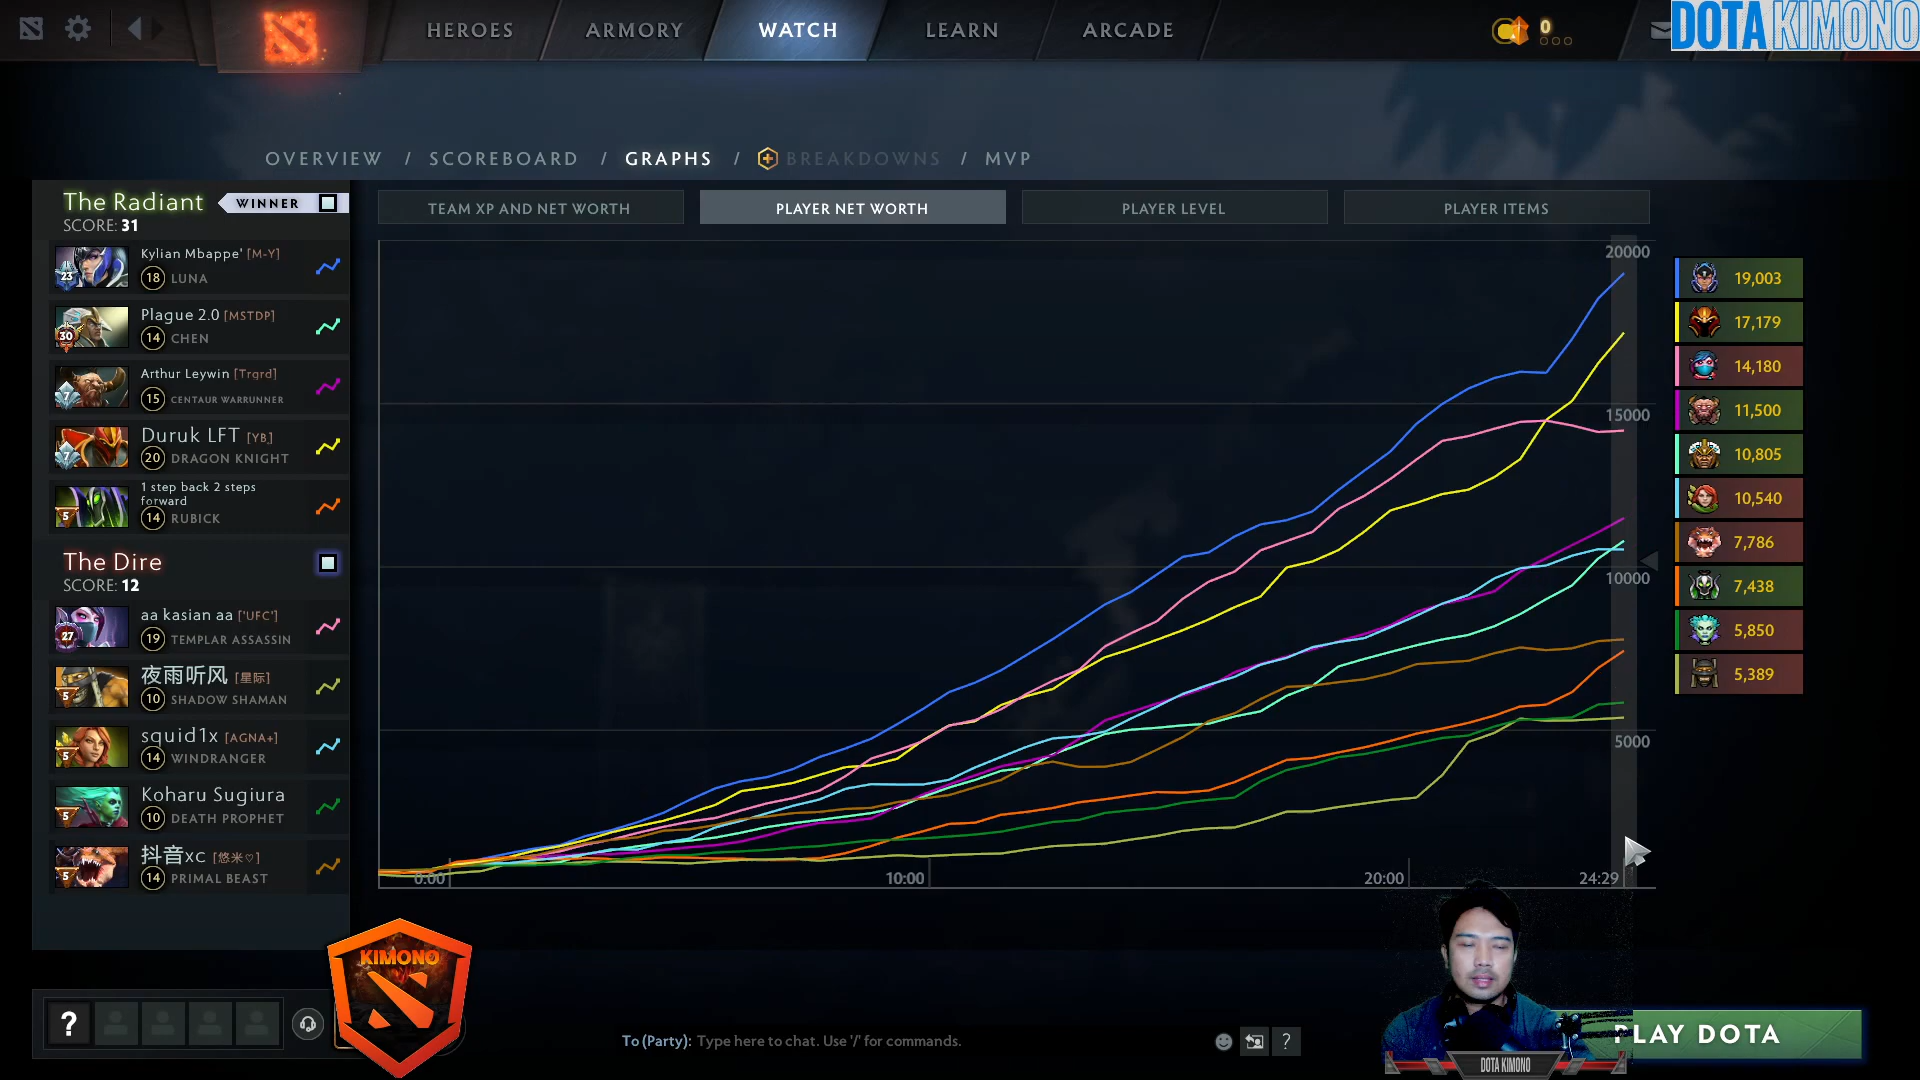 HEROES
ARMORY
WATCH
LEARN
ARCADE
0
DOTA KIMONO
OVERVIEW / SCOREBOARD / GRAPHS / BREAKDOWNS / MVP
The Radiant
WINNER
SCORE: 31
TEAM XP AND NET WORTH
PLAYER NET WORTH
PLAYER LEVEL
PLAYER ITEMS
23
Kylian Mbappe' [M-Y]
18 LUNA
30
Plague 2.0 [MSTDP]
14 CHEN
7
Arthur Leywin [Trgrd]
15 CENTAUR WARRUNNER
7
Duruk LFT [YB,]
20 DRAGON KNIGHT
5
1 step back 2 steps
forward
14 RUBICK
The Dire
SCORE: 12
27
aa kasian aa ['UFC']
19 TEMPLAR ASSASSIN
5
夜雨听风 [星际]
10 SHADOW SHAMAN
5
squid1x [AGNA+]
14 WINDRANGER
5
Koharu Sugiura
10 DEATH PROPHET
5
抖音xc [悠米♡]
14 PRIMAL BEAST
20000
15000
10000
5000
0:00
10:00
20:00
24:29
19,003
17,179
14,180
11,500
10,805
10,540
7,786
7,438
5,850
5,389
?
KIMONO
To (Party): Type here to chat. Use '/' for commands.
?
PLAY DOTA
DOTA KIMONO